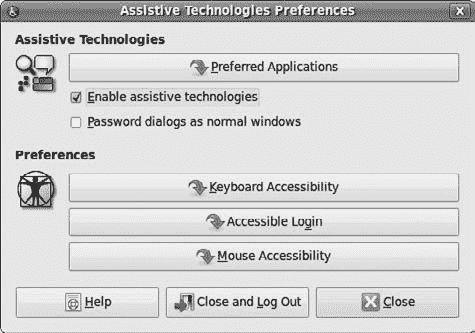 Assistive Technologies Preferences
Assistive Technologies
Preferred Applications
Enable assistive technologies
Password dialogs as normal windows
Preferences
Keyboard Accessibility
Accessible Login
Mouse Accessibility
Help Close and Log Out Close